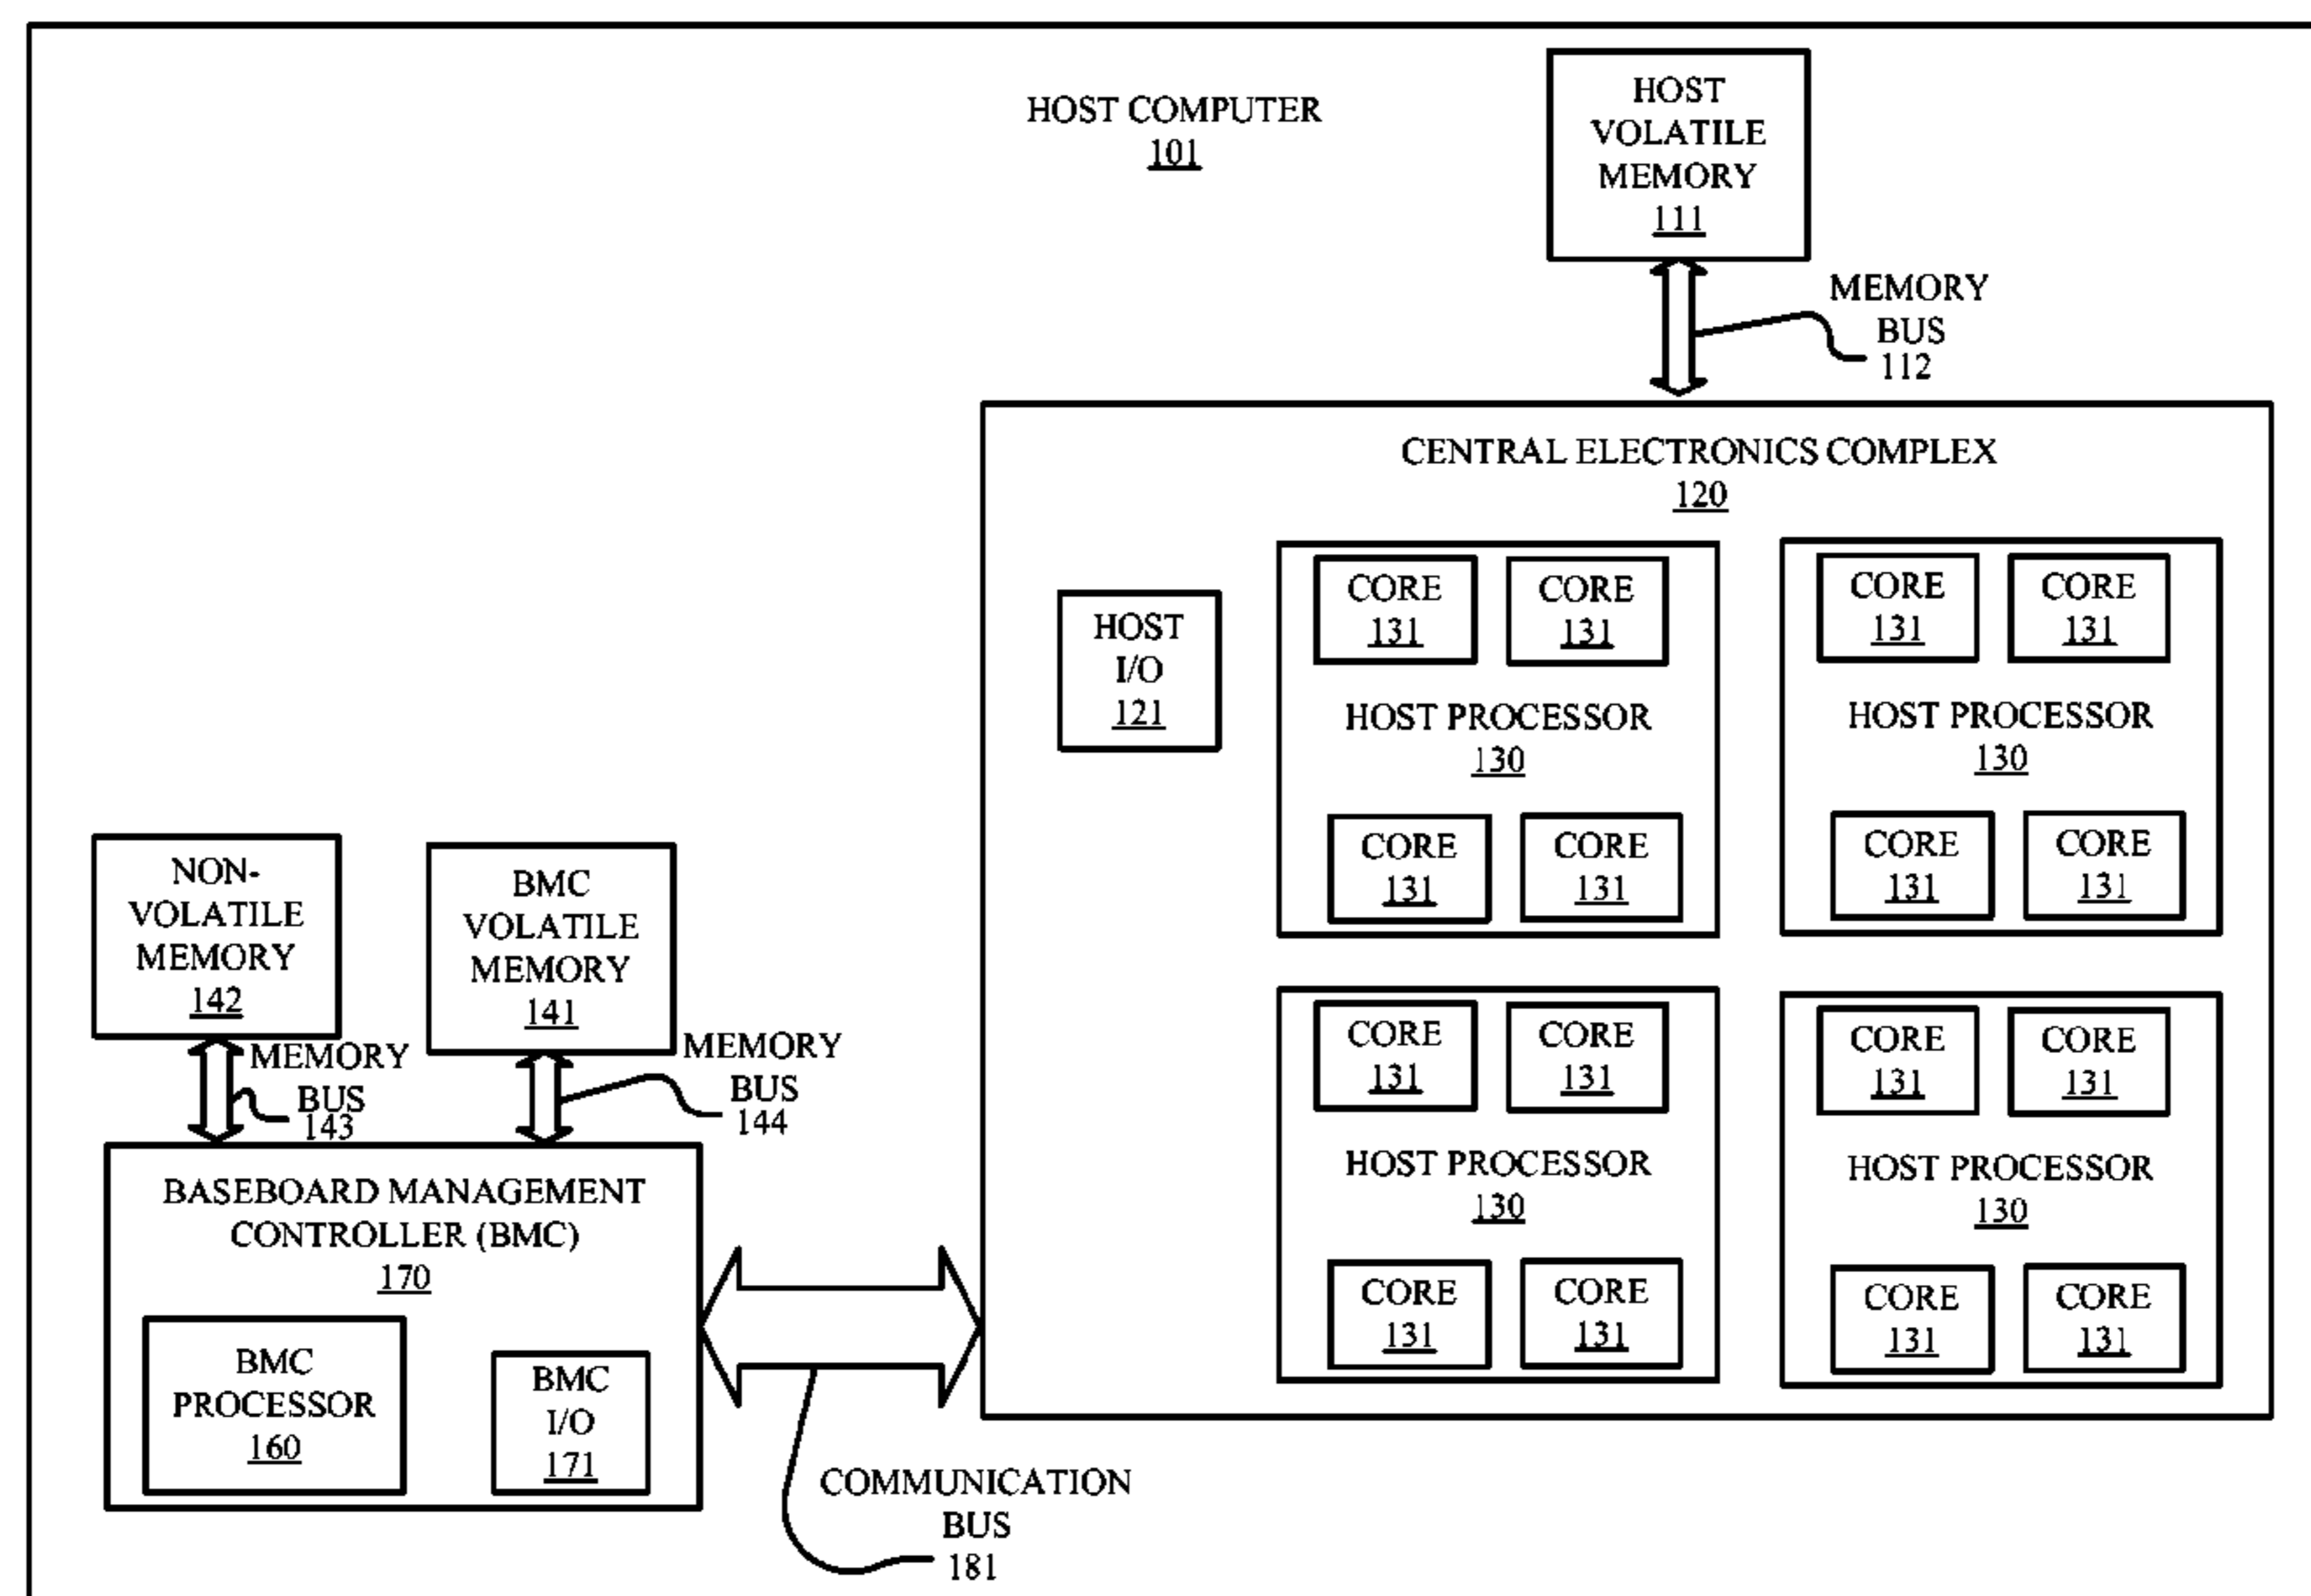 HOST COMPUTER
101
HOST
VOLATILE
MEMORY
111
MEMORY
BUS
112
CENTRAL ELECTRONICS COMPLEX
120
HOST
I/O
121
CORE
131
CORE
131
HOST PROCESSOR
130
CORE
131
CORE
131
CORE
131
CORE
131
HOST PROCESSOR
130
CORE
131
CORE
131
CORE
131
CORE
131
HOST PROCESSOR
130
CORE
131
CORE
131
CORE
131
CORE
131
HOST PROCESSOR
130
CORE
131
CORE
131
NON-
VOLATILE
MEMORY
142
BMC
VOLATILE
MEMORY
141
MEMORY
BUS
143
MEMORY
BUS
144
BASEBOARD MANAGEMENT
CONTROLLER (BMC)
170
BMC
PROCESSOR
160
BMC
I/O
171
COMMUNICATION
BUS
181